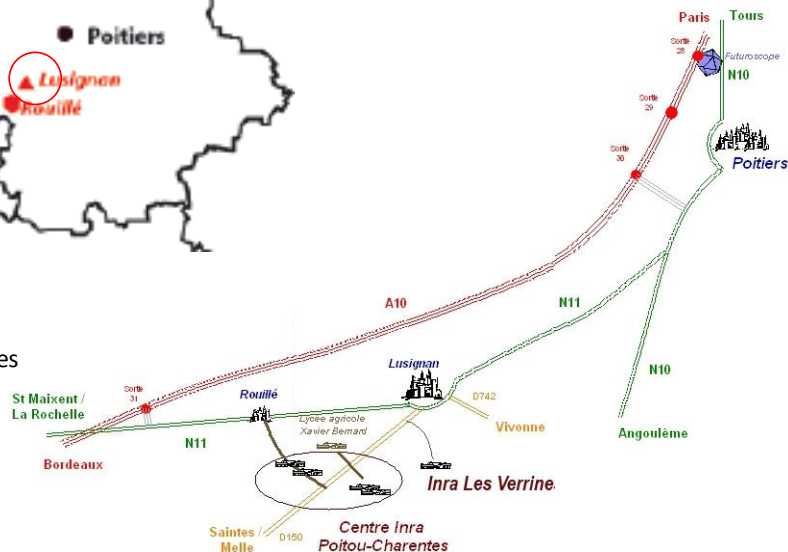 Poitiers
Lusignan
Rouillé
Paris
Tours
Sortie
28
Futuroscope
N10
Sortie
29
Poitiers
Sortie
30
A10
N11
es
Lusignan
N10
St Maixent /
La Rochelle
Sortie
31
Rouillé
D742
Lycée agricole
Xavier Bernard
Vivonne
Angoulème
N11
Bordeaux
Inra Les Verrine
Centre Inra
Poitou-Charentes
Saintes /
Melle
D150